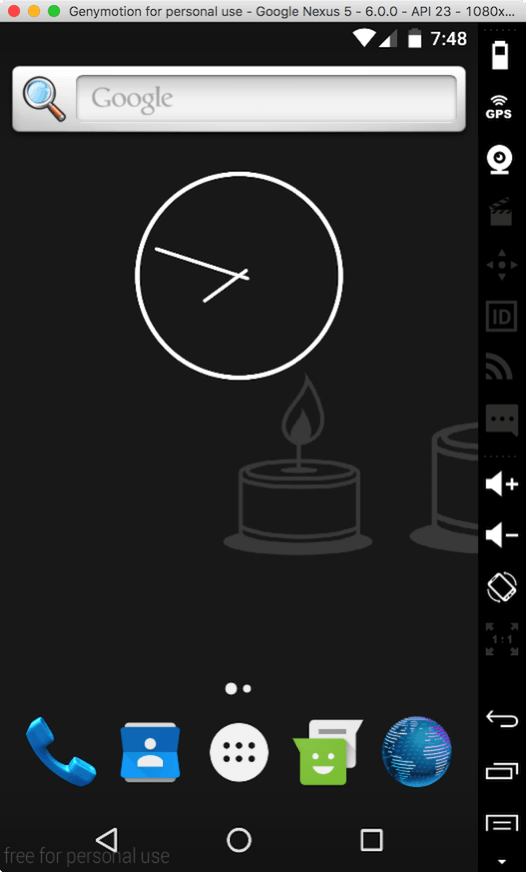 Genymotion for personal use - Google Nexus 5 - 6.0.0 - API 23 - 1080x...
7:48
Google
GPS
ID
1:1
free for personal use